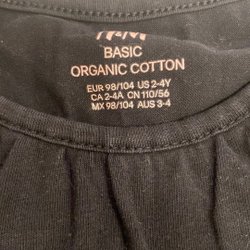 H&M
BASIC
ORGANIC COTTON
EUR 98/104 US 2-4Y
CA 2-4A CN 110/56
MX 98/104 AUS 3-4